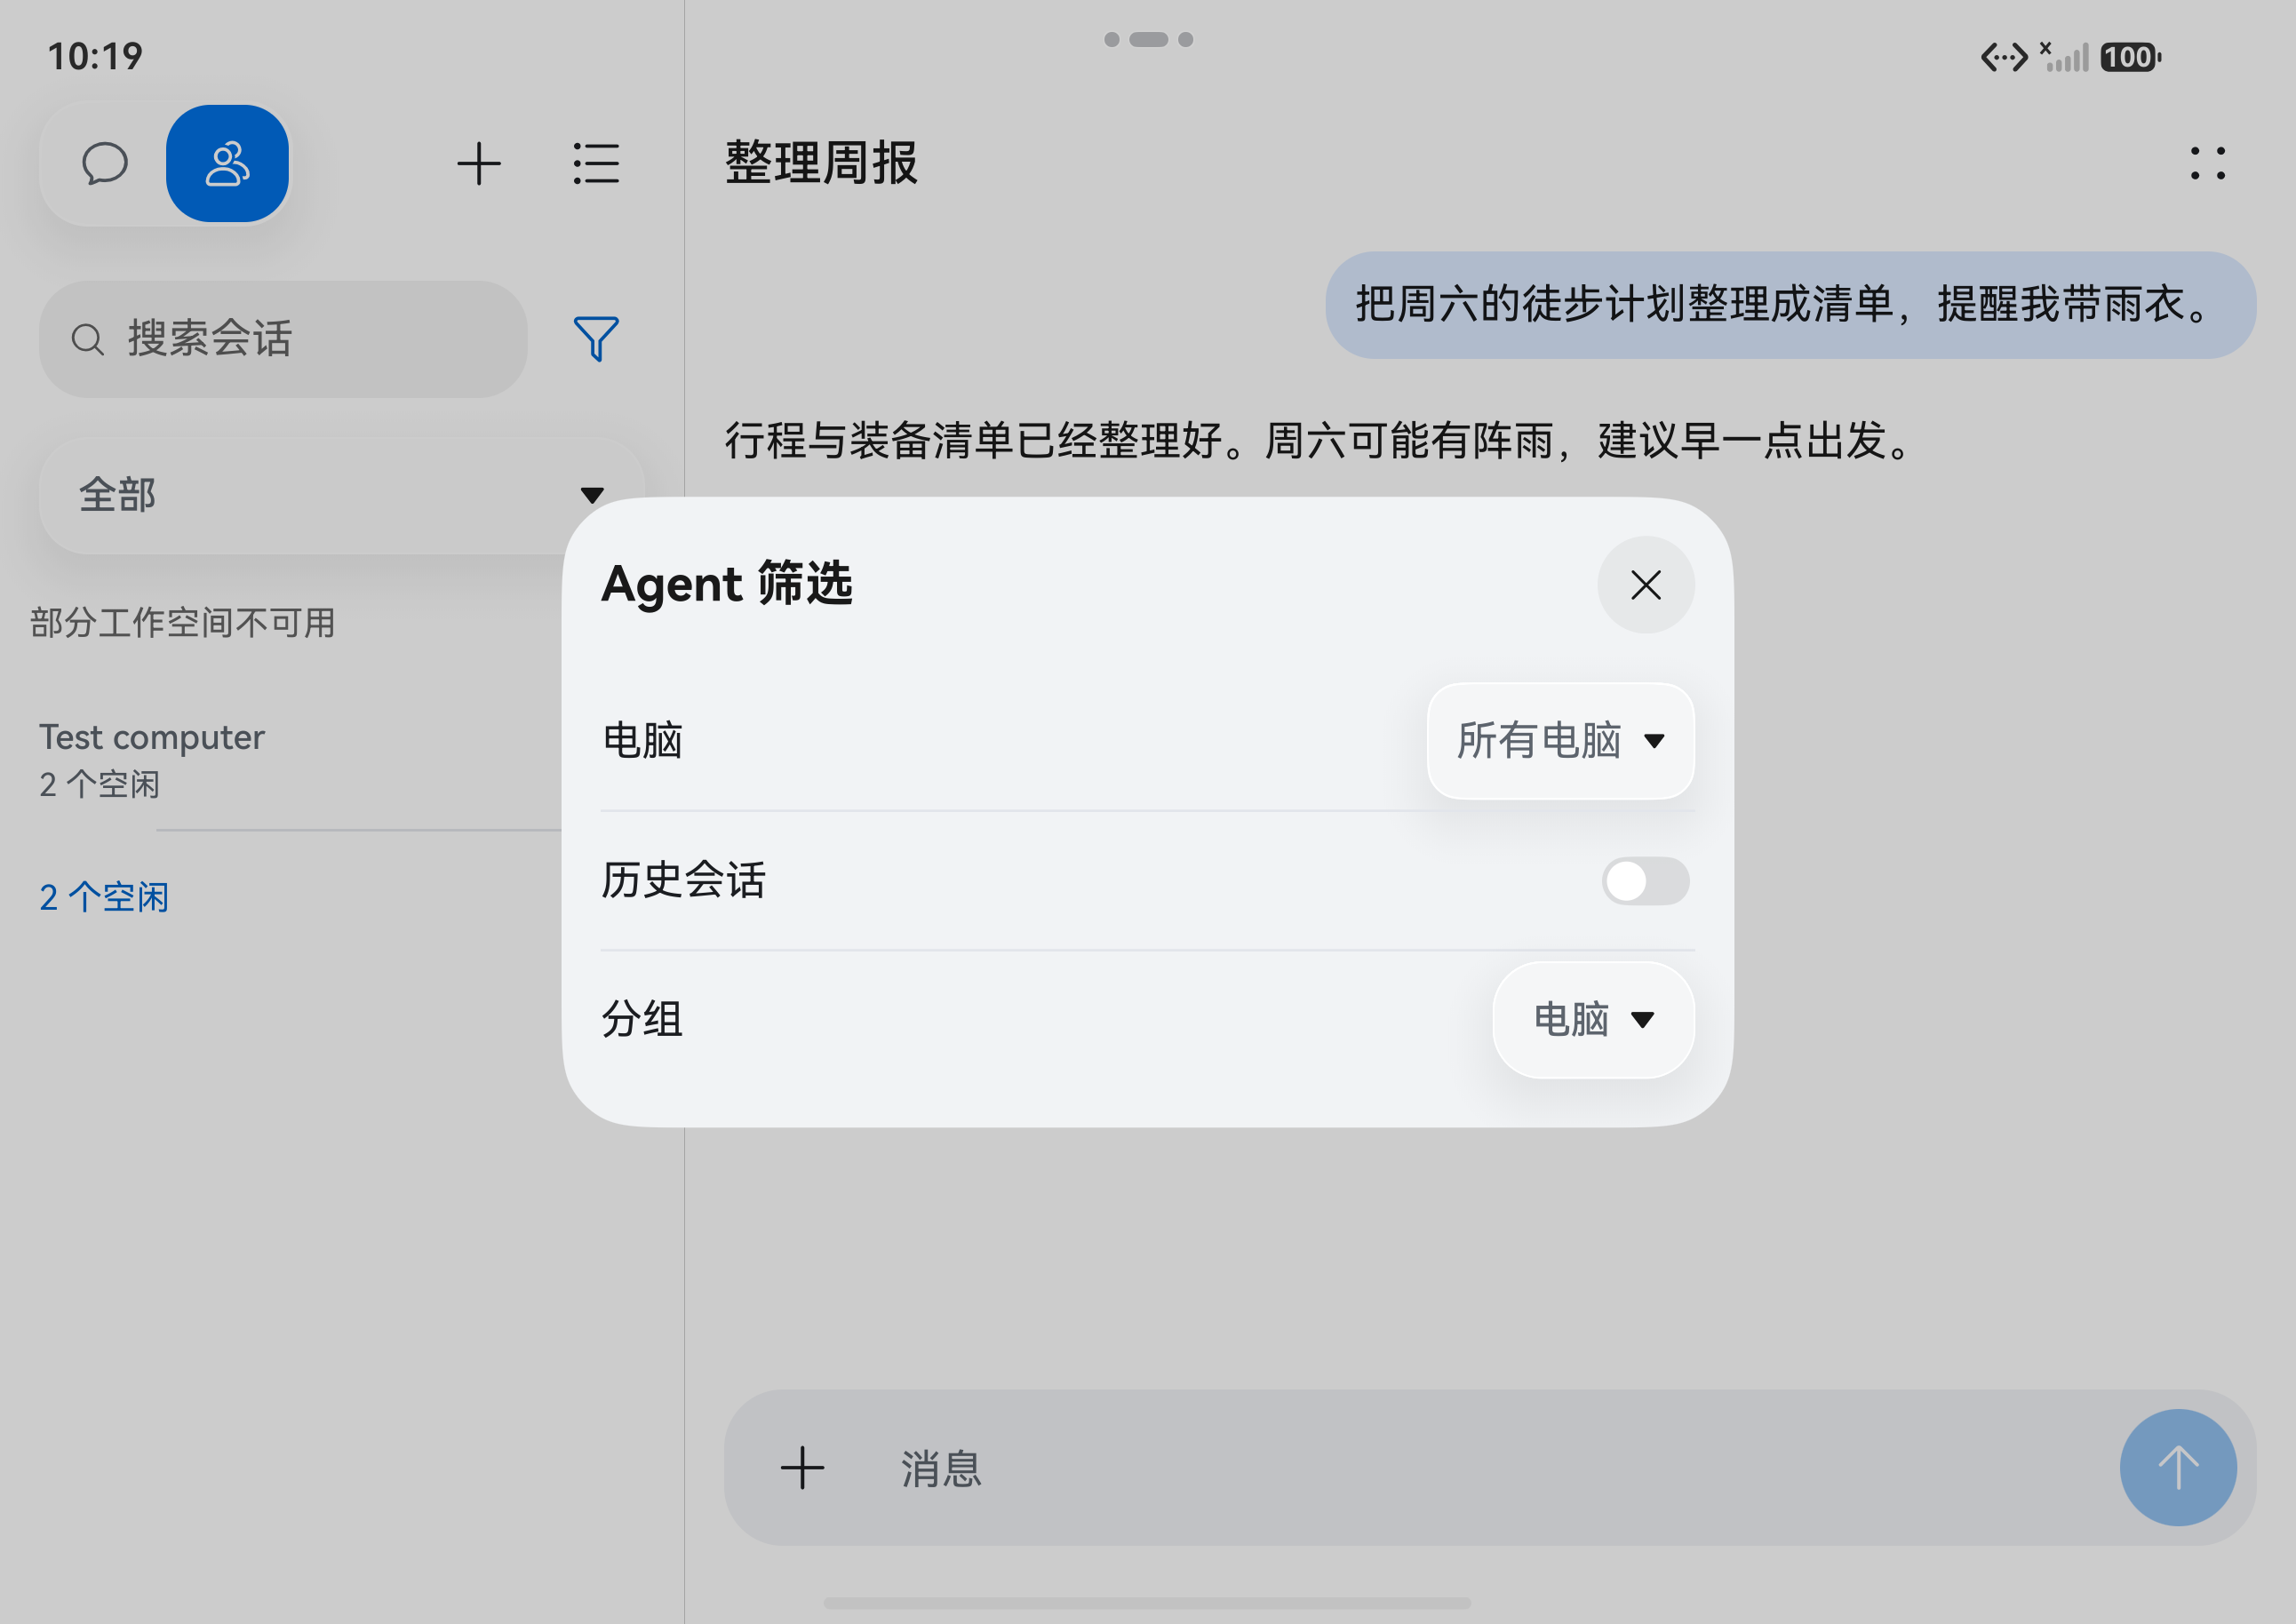 10:19
100
搜索会话
全部
部分工作空间不可用
Test computer
2 个空闲
2 个空闲
整理周报
把周六的徒步计划整理成清单，提醒我带雨衣。
行程与装备清单已经整理好。周六可能有阵雨，建议早一点出发。
Agent 筛选
电脑
所有电脑
历史会话
分组
电脑
消息